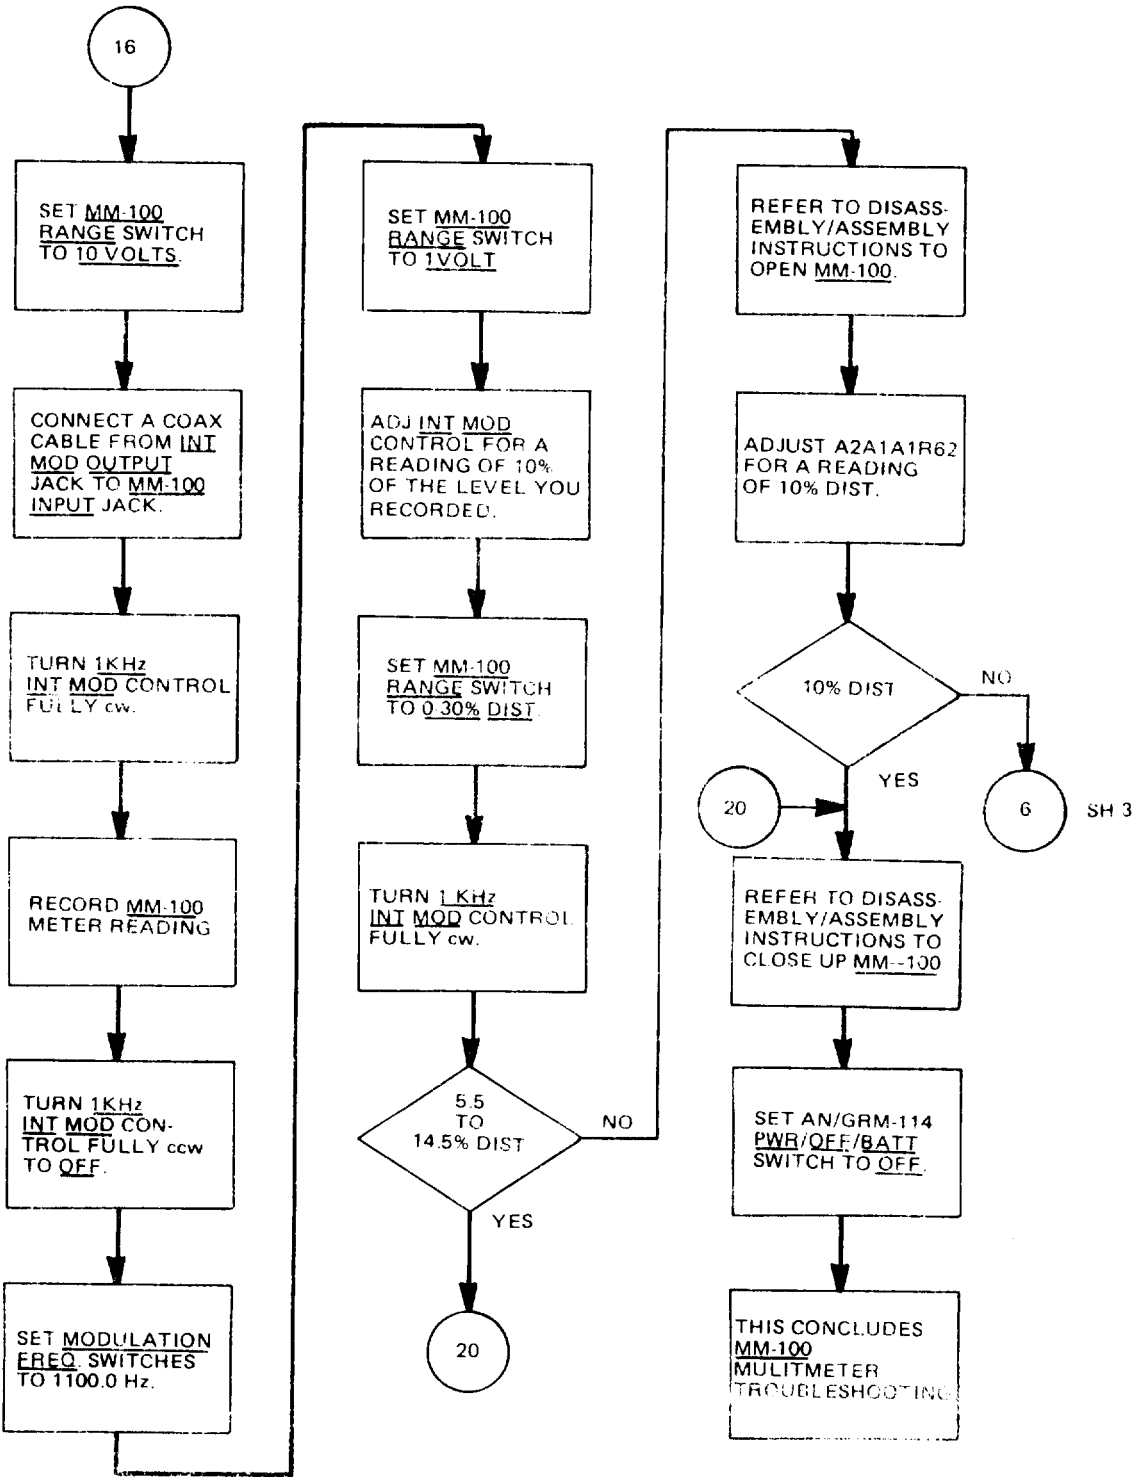 16
SET MM-100
RANGE SWITCH
TO 10 VOLTS.
CONNECT A COAX
CABLE FROM INT
MOD OUTPUT
JACK TO MM-100
INPUT JACK.
TURN 1KHz
INT MOD CONTROL
FULLY cw.
RECORD MM-100
METER READING
TURN 1KHz
INT MOD CON-
TROL FULLY ccw
TO OFF.
SET MODULATION
FREQ. SWITCHES
TO 1100.0 Hz.
SET MM-100
RANGE SWITCH
TO 1VOLT
ADJ INT MOD
CONTROL FOR A
READING OF 10%
OF THE LEVEL YOU
RECORDED.
SET MM-100
RANGE SWITCH
TO 0-30% DIST.
TURN 1 KHz
INT MOD CONTROL
FULLY cw.
5.5
TO
14.5% DIST
NO
YES
20
REFER TO DISASS-
EMBLY/ASSEMBLY
INSTRUCTIONS TO
OPEN MM-100.
ADJUST A2A1A1R62
FOR A READING
OF 10% DIST.
10% DIST
NO
YES
20
6
SH 3
REFER TO DISASS-
EMBLY/ASSEMBLY
INSTRUCTIONS TO
CLOSE UP MM--100
SET AN/GRM-114
PWR/OFF/BATT
SWITCH TO OFF.
THIS CONCLUDES
MM-100
MULITMETER
TROUBLESHOOTING